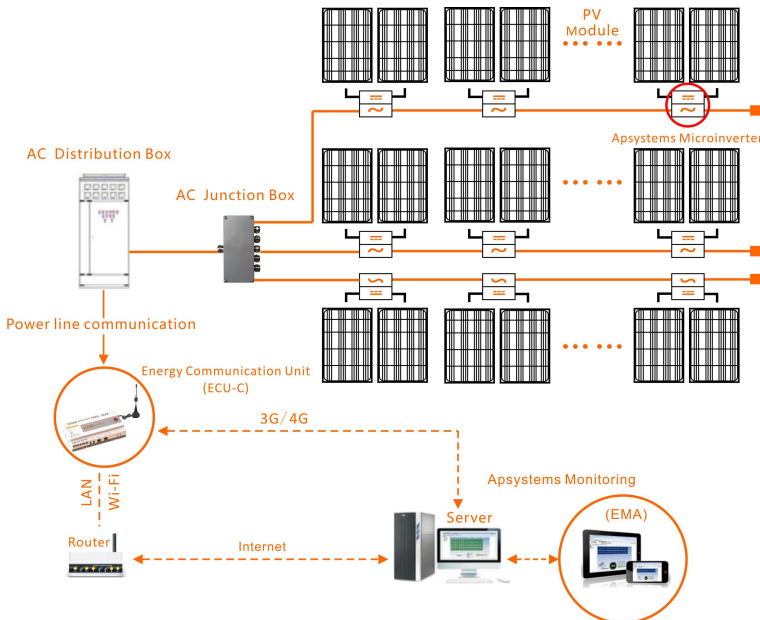 PV
Module
Apsystems Microinverter
AC Distribution Box
AC Junction Box
Power line communication
Energy Communication Unit
(ECU-C)
3G/4G
LAN
Wi-Fi
Apsystems Monitoring
Server
(EMA)
Router
Internet